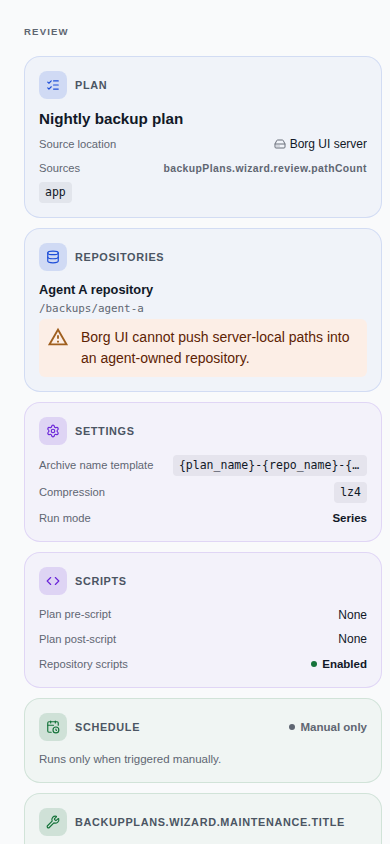 REVIEW
PLAN
Nightly backup plan
Source location Borg UI server
Sources backupPlans.wizard.review.pathCount
app
REPOSITORIES
Agent A repository
/backups/agent-a
Borg UI cannot push server-local paths into
an agent-owned repository.
SETTINGS
Archive name template {plan_name}-{repo_name}-{…
Compression lz4
Run mode Series
SCRIPTS
Plan pre-script None
Plan post-script None
Repository scripts Enabled
SCHEDULE Manual only
Runs only when triggered manually.
BACKUPPLANS.WIZARD.MAINTENANCE.TITLE